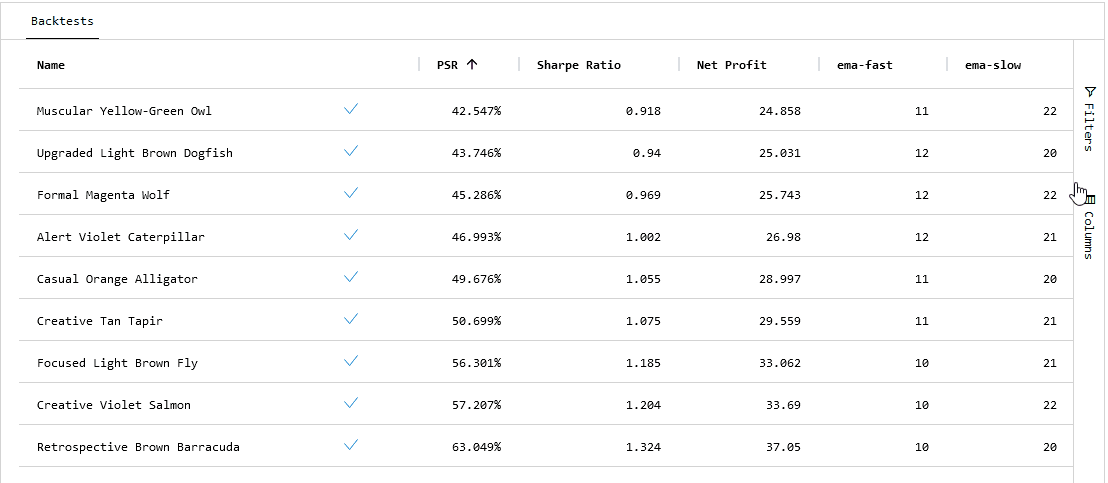 Backtests
Name PSR ↑ Sharpe Ratio Net Profit ema-fast ema-slow
Muscular Yellow-Green Owl 42.547% 0.918 24.858 11 22
Upgraded Light Brown Dogfish 43.746% 0.94 25.031 12 20
Formal Magenta Wolf 45.286% 0.969 25.743 12 22
Alert Violet Caterpillar 46.993% 1.002 26.98 12 21
Casual Orange Alligator 49.676% 1.055 28.997 11 20
Creative Tan Tapir 50.699% 1.075 29.559 11 21
Focused Light Brown Fly 56.301% 1.185 33.062 10 21
Creative Violet Salmon 57.207% 1.204 33.69 10 22
Retrospective Brown Barracuda 63.049% 1.324 37.05 10 20
Filters
Columns